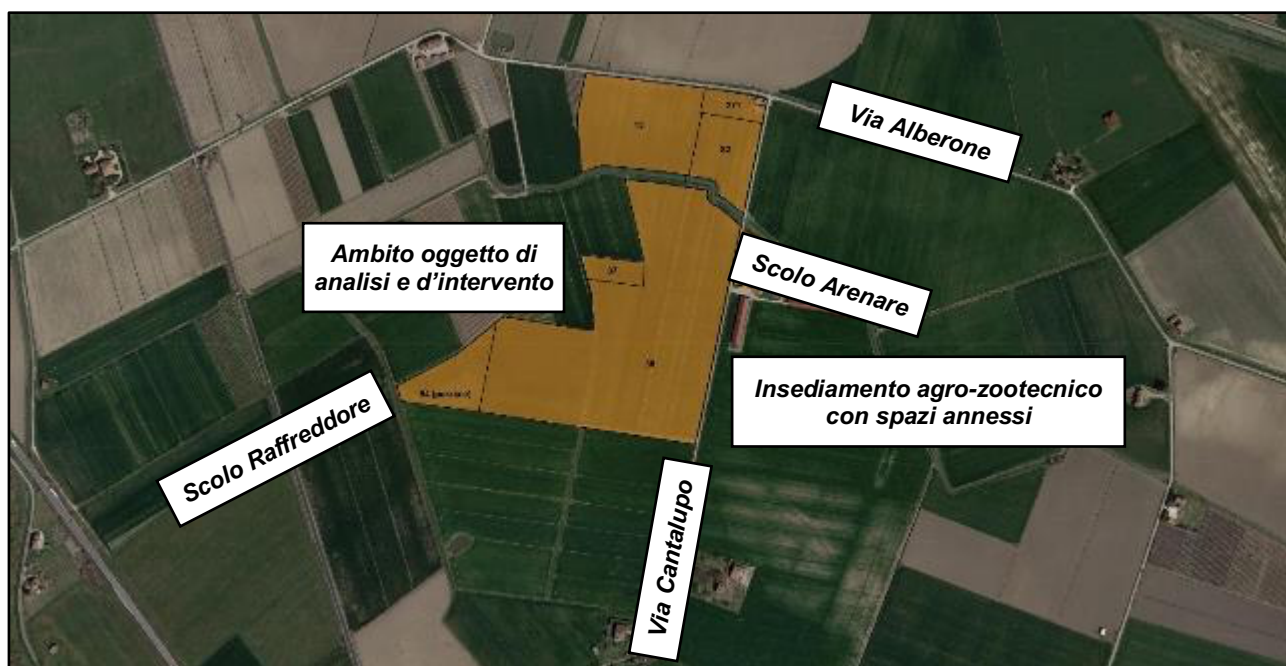 Via Alberone
Ambito oggetto di
analisi e d'intervento
Scolo Arenare
Insediamento agro-zootecnico
con spazi annessi
Scolo Raffreddore
Via Cantalupo